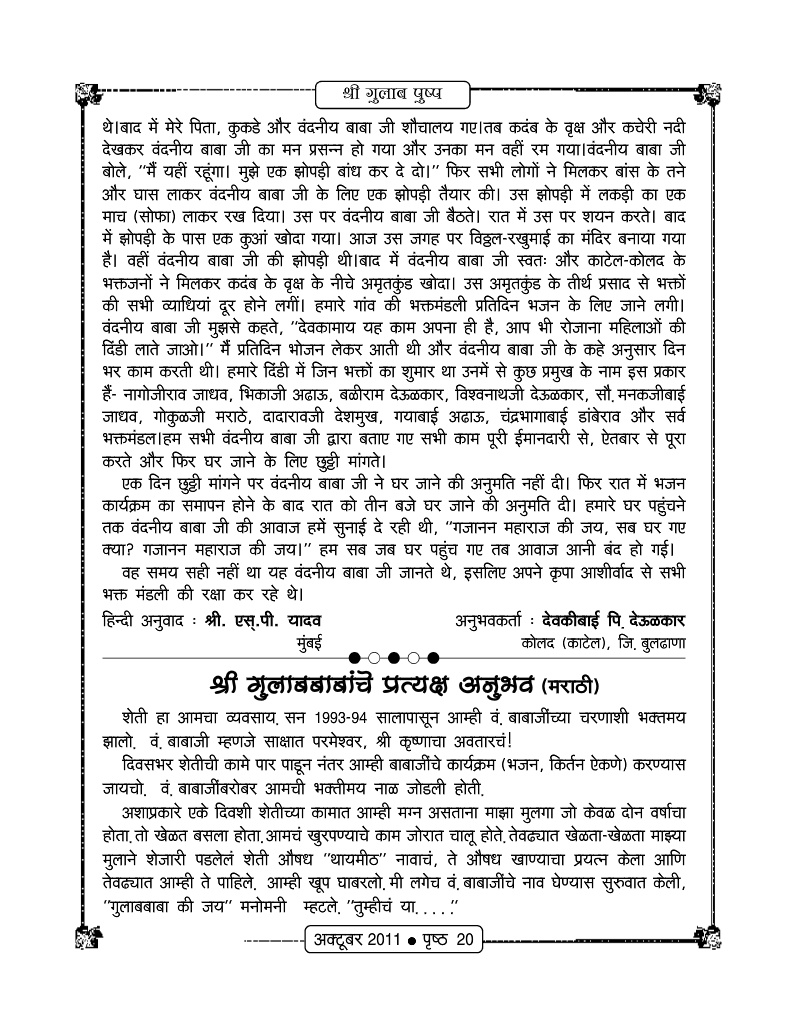 श्री गुलाब पुष्प
थे।बाद में मेरे पिता, कुकडे और वंदनीय बाबा जी शौचालय गए।तब कदंब के वृक्ष और कचेरी नदी
देखकर वंदनीय बाबा जी का मन प्रसन्न हो गया और उनका मन वहीं रम गया।वंदनीय बाबा जी
बोले, ''मैं यहीं रहूंगा। मुझे एक झोपड़ी बांध कर दे दो।'' फिर सभी लोगों ने मिलकर बांस के तने
और घास लाकर वंदनीय बाबा जी के लिए एक झोपड़ी तैयार की। उस झोपड़ी में लकड़ी का एक
माच (सोफा) लाकर रख दिया। उस पर वंदनीय बाबा जी बैठते। रात में उस पर शयन करते। बाद
में झोपड़ी के पास एक कुआं खोदा गया। आज उस जगह पर विठ्ठल-रखुमाई का मंदिर बनाया गया
है। वहीं वंदनीय बाबा जी की झोपड़ी थी।बाद में वंदनीय बाबा जी स्वतः और काटेल-कोलद के
भक्तजनों ने मिलकर कदंब के वृक्ष के नीचे अमृतकुंड खोदा। उस अमृतकुंड के तीर्थ प्रसाद से भक्तों
की सभी व्याधियां दूर होने लगीं। हमारे गांव की भक्तमंडली प्रतिदिन भजन के लिए जाने लगी।
वंदनीय बाबा जी मुझसे कहते, ''देवकामाय यह काम अपना ही है, आप भी रोजाना महिलाओं की
दिंडी लाते जाओ।'' मैं प्रतिदिन भोजन लेकर आती थी और वंदनीय बाबा जी के कहे अनुसार दिन
भर काम करती थी। हमारे दिंडी में जिन भक्तों का शुमार था उनमें से कुछ प्रमुख के नाम इस प्रकार
हैं- नागोजीराव जाधव, भिकाजी अढाऊ, बळीराम देऊळकार, विश्वनाथजी देऊळकार, सौ. मनकजीबाई
जाधव, गोकुळजी मराठे, दादारावजी देशमुख, गयाबाई अढाऊ, चंद्रभागाबाई डांबेराव और सर्व
भक्तमंडल।हम सभी वंदनीय बाबा जी द्वारा बताए गए सभी काम पूरी ईमानदारी से, ऐतबार से पूरा
करते और फिर घर जाने के लिए छुट्टी मांगते।
एक दिन छुट्टी मांगने पर वंदनीय बाबा जी ने घर जाने की अनुमति नहीं दी। फिर रात में भजन
कार्यक्रम का समापन होने के बाद रात को तीन बजे घर जाने की अनुमति दी। हमारे घर पहुंचने
तक वंदनीय बाबा जी की आवाज हमें सुनाई दे रही थी, ''गजानन महाराज की जय, सब घर गए
क्या? गजानन महाराज की जय।'' हम सब जब घर पहुंच गए तब आवाज आनी बंद हो गई।
वह समय सही नहीं था यह वंदनीय बाबा जी जानते थे, इसलिए अपने कृपा आशीर्वाद से सभी
भक्त मंडली की रक्षा कर रहे थे।
हिन्दी अनुवाद : श्री. एस्.पी. यादव अनुभवकर्ता : देवकीबाई पि. देऊळकार
मुंबई कोलद (काटेल), जि. बुलढाणा
श्री गुलाबबाबांचे प्रत्यक्ष अनुभव (मराठी)
शेती हा आमचा व्यवसाय. सन 1993-94 सालापासून आम्ही वं. बाबाजींच्या चरणाशी भक्तमय
झालो. वं. बाबाजी म्हणजे साक्षात परमेश्वर, श्री कृष्णाचा अवतारचं!
दिवसभर शेतीची कामे पार पाडून नंतर आम्ही बाबाजींचे कार्यक्रम (भजन, किर्तन ऐकणे) करण्यास
जायचो. वं. बाबाजींबरोबर आमची भक्तीमय नाळ जोडली होती.
अशाप्रकारे एके दिवशी शेतीच्या कामात आम्ही मग्न असताना माझा मुलगा जो केवळ दोन वर्षाचा
होता. तो खेळत बसला होता. आमचं खुरपण्याचे काम जोरात चालू होते. तेवढ्यात खेळता-खेळता माझ्या
मुलाने शेजारी पडलेलं शेती औषध ''थायमीठ'' नावाचं, ते औषध खाण्याचा प्रयत्न केला आणि
तेवढ्यात आम्ही ते पाहिले. आम्ही खूप घाबरलो. मी लगेच वं. बाबाजींचे नाव घेण्यास सुरुवात केली,
''गुलाबबाबा की जय'' मनोमनी म्हटले. ''तुम्हीचं या.....''
अक्टूबर 2011 ● पृष्ठ 20